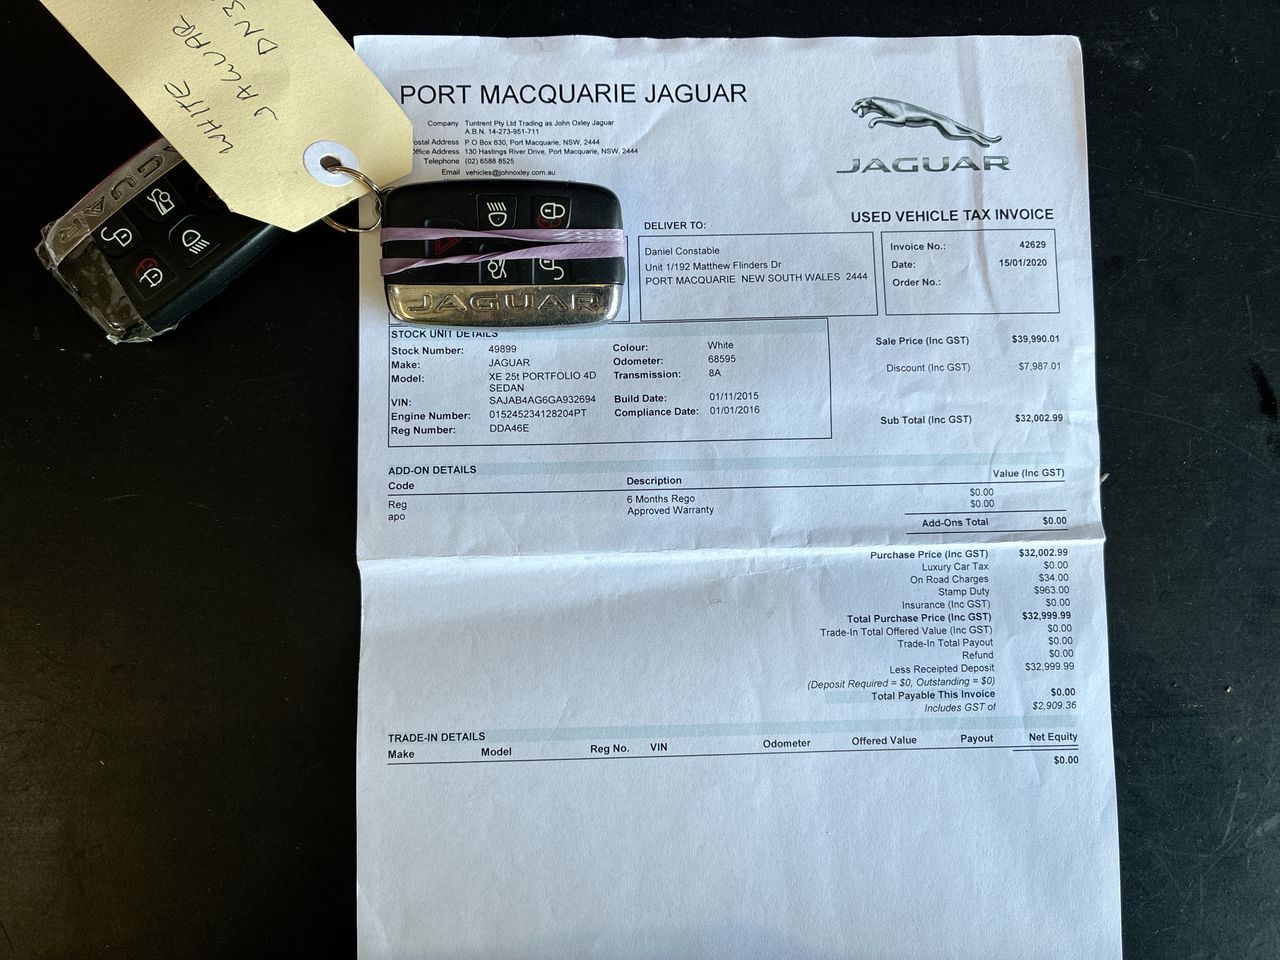 WHITE
JAGUAR
JAGUAR
PORT MACQUARIE JAGUAR
Company Tuntrent Pty Ltd Trading as John Oxley Jaguar
A.B.N. 14-273-951-711
Address P.O Box 630, Port Macquarie, NSW, 2444
Address 130 Hastings River Drive, Port Macquarie, NSW, 2444
Telephone (02) 6588 8525
Email vehicles@johnoxley.com.au
JAGUAR
JAGUAR
USED VEHICLE TAX INVOICE
DELIVER TO:
Daniel Constable
Unit 1/192 Matthew Flinders Dr
PORT MACQUARIE NEW SOUTH WALES 2444
Invoice No.: 42629
Date: 15/01/2020
Order No.:
STOCK UNIT DETAILS
Stock Number: 49899
Make: JAGUAR
Model: XE 25t PORTFOLIO 4D
SEDAN
VIN: SAJAB4AG6GA932694
Engine Number: 015245234128204PT
Reg Number: DDA46E
Colour: White
Odometer: 68595
Transmission: 8A
Build Date: 01/11/2015
Compliance Date: 01/01/2016
Sale Price (Inc GST) $39,990.01
Discount (Inc GST) $7,987.01
Sub Total (Inc GST) $32,002.99
ADD-ON DETAILS
Code Description Value (Inc GST)
Reg 6 Months Rego $0.00
apo Approved Warranty $0.00
Add-Ons Total $0.00
Purchase Price (Inc GST) $32,002.99
Luxury Car Tax $0.00
On Road Charges $34.00
Stamp Duty $963.00
Insurance (Inc GST) $0.00
Total Purchase Price (Inc GST) $32,999.99
Trade-In Total Offered Value (Inc GST) $0.00
Trade-In Total Payout $0.00
Refund $0.00
Less Receipted Deposit $32,999.99
(Deposit Required = $0, Outstanding = $0)
Total Payable This Invoice $0.00
Includes GST of $2,909.36
TRADE-IN DETAILS
Make Model Reg No. VIN Odometer Offered Value Payout Net Equity
$0.00